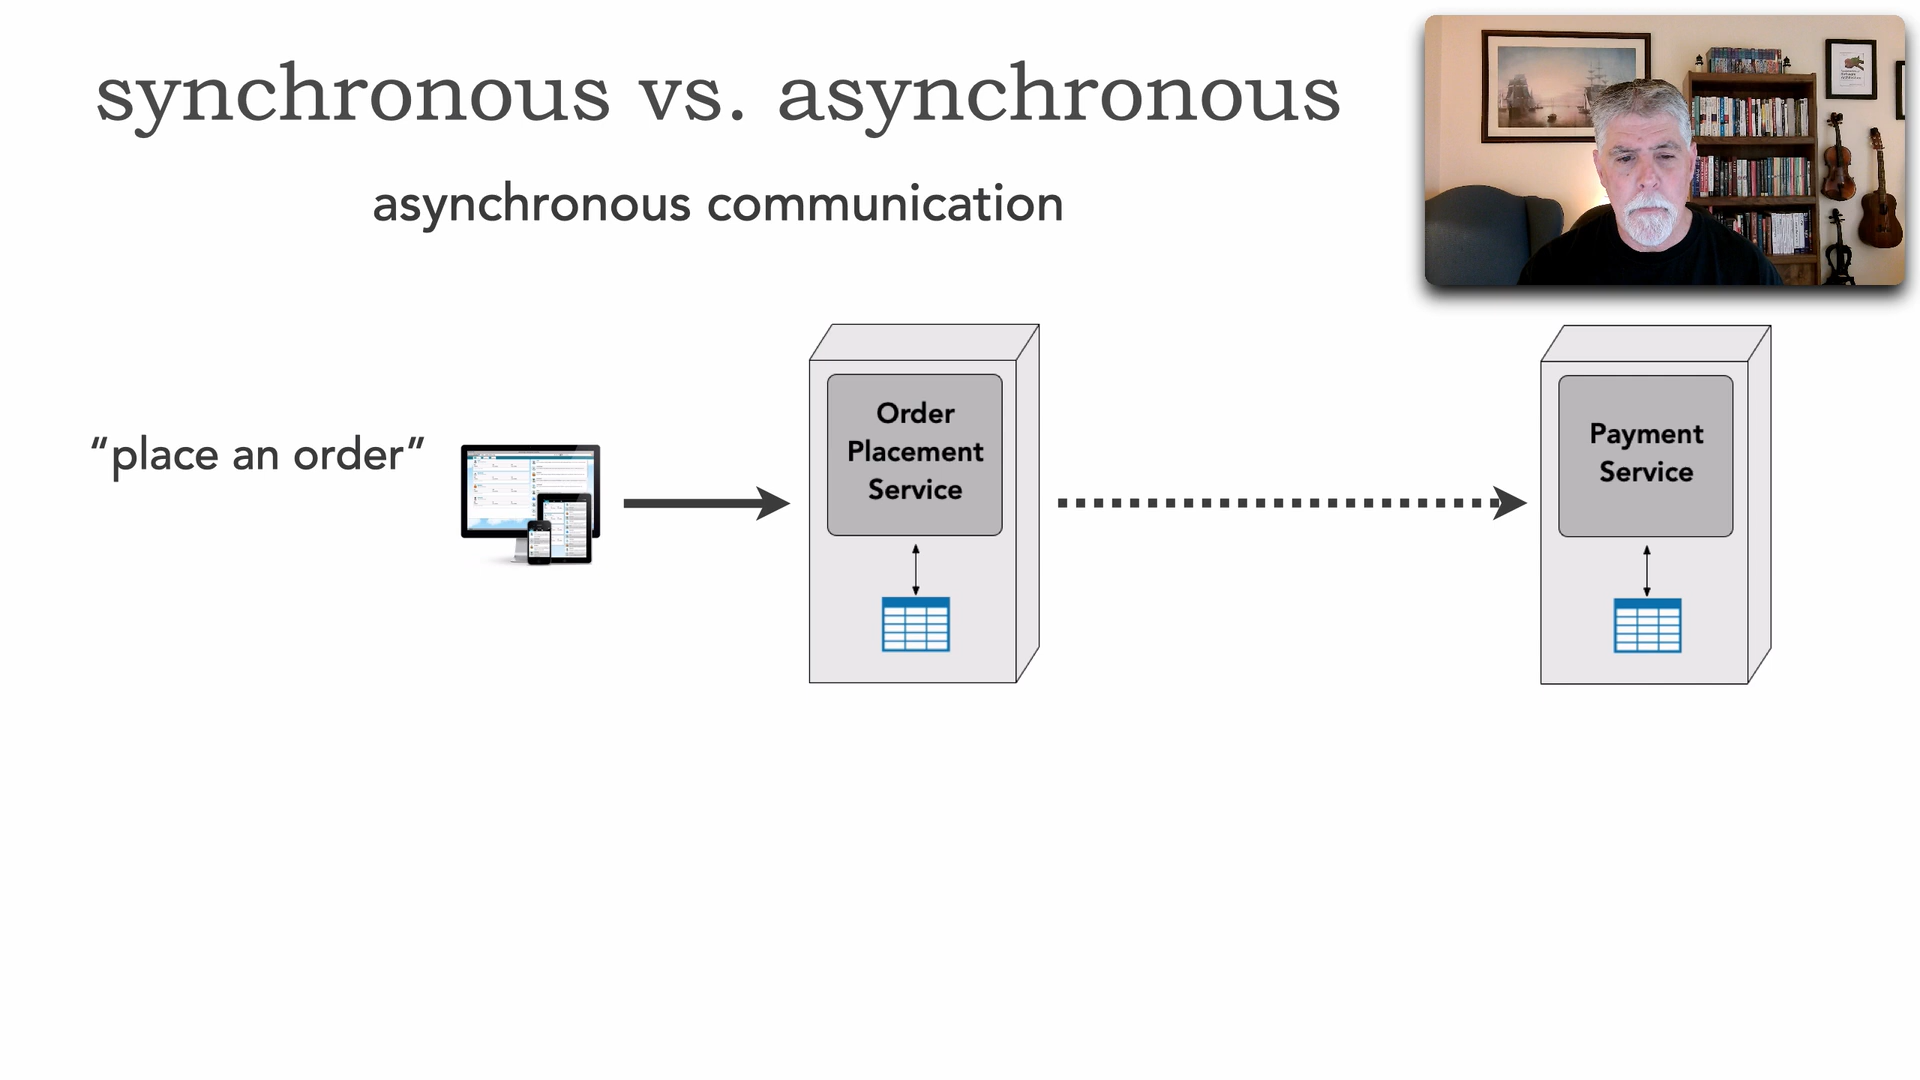 synchronous vs. asynchronous
asynchronous communication
“place an order”
Order
Placement
Service
Payment
Service